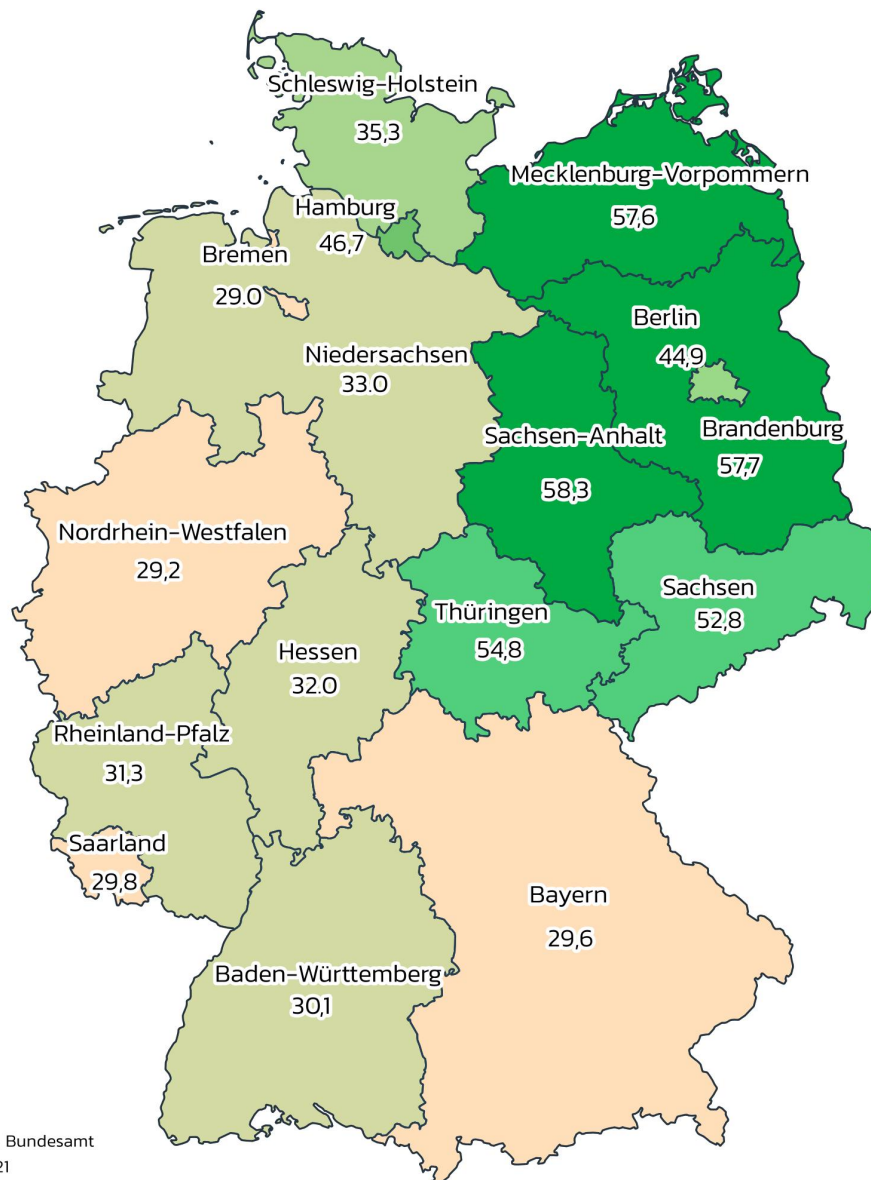 Schleswig-Holstein
35,3
Mecklenburg-Vorpommern
57,6
Hamburg
46,7
Bremen
29.0
Berlin
44,9
Niedersachsen
33.0
Brandenburg
57,7
Sachsen-Anhalt
58,3
Nordrhein-Westfalen
29,2
Sachsen
52,8
Thüringen
54,8
Hessen
32.0
Rheinland-Pfalz
31,3
Saarland
29,8
Bayern
29,6
Baden-Württemberg
30,1
Bundesamt
21